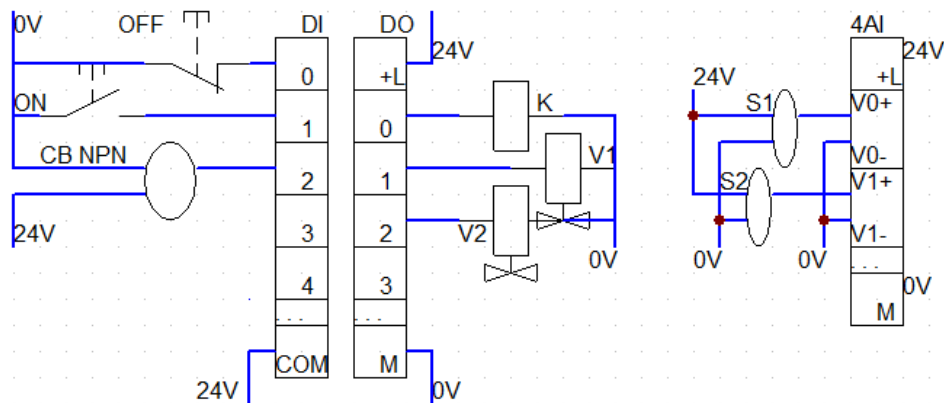 0V OFF DI DO 4AI
24V 24V
0 +L 24V +L
ON K S1 V0+
1 0
CB NPN V1 V0-
2 1 S2 V1+
24V 3 V2 2 V1-
0V 0V 0V
4 3 ...
... ... 0V
COM M M
24V 0V